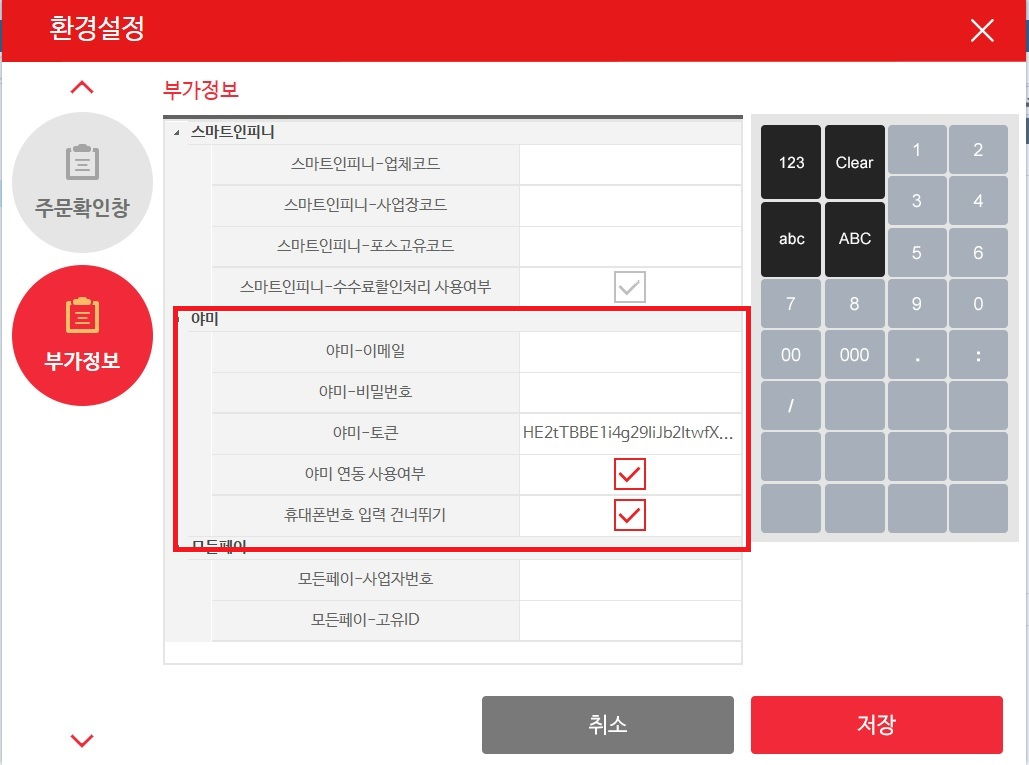 환경설정
부가정보
주문확인창
부가정보
스마트인피니
스마트인피니-업체코드
스마트인피니-사업장코드
스마트인피니-포스고유코드
스마트인피니-수수료할인처리 사용여부
야미
야미-이메일
야미-비밀번호
야미-토큰
야미 연동 사용여부
휴대폰번호 입력 건너뛰기
모든페이
모든페이-사업자번호
모든페이-고유ID
123 Clear 1 2
3 4
abc ABC
5 6
7 8 9 0
00 000 . :
/
취소 저장